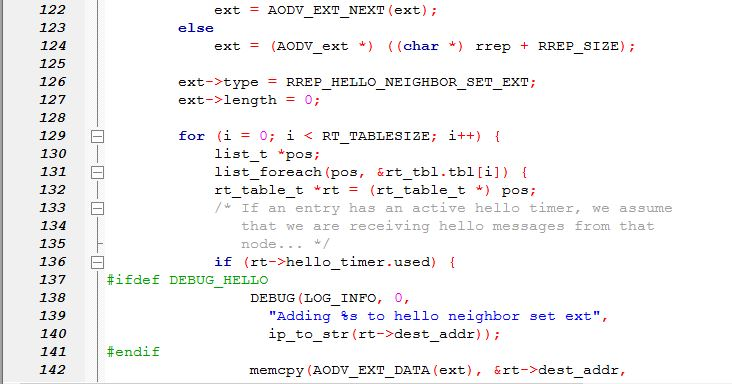 122 ext = AODV_EXT_NEXT(ext);
123 else
124 ext = (AODV_ext *) ((char *) rrep + RREP_SIZE);
125
126 ext->type = RREP_HELLO_NEIGHBOR_SET_EXT;
127 ext->length = 0;
128
129 for (i = 0; i < RT_TABLESIZE; i++) {
130 list_t *pos;
131 list_foreach(pos, &rt_tbl.tbl[i]) {
132 rt_table_t *rt = (rt_table_t *) pos;
133 /* If an entry has an active hello timer, we assume
134 that we are receiving hello messages from that
135 node... */
136 if (rt->hello_timer.used) {
137 #ifdef DEBUG_HELLO
138 DEBUG(LOG_INFO, 0,
139 "Adding %s to hello neighbor set ext",
140 ip_to_str(rt->dest_addr));
141 #endif
142 memcpy(AODV_EXT_DATA(ext), &rt->dest_addr,